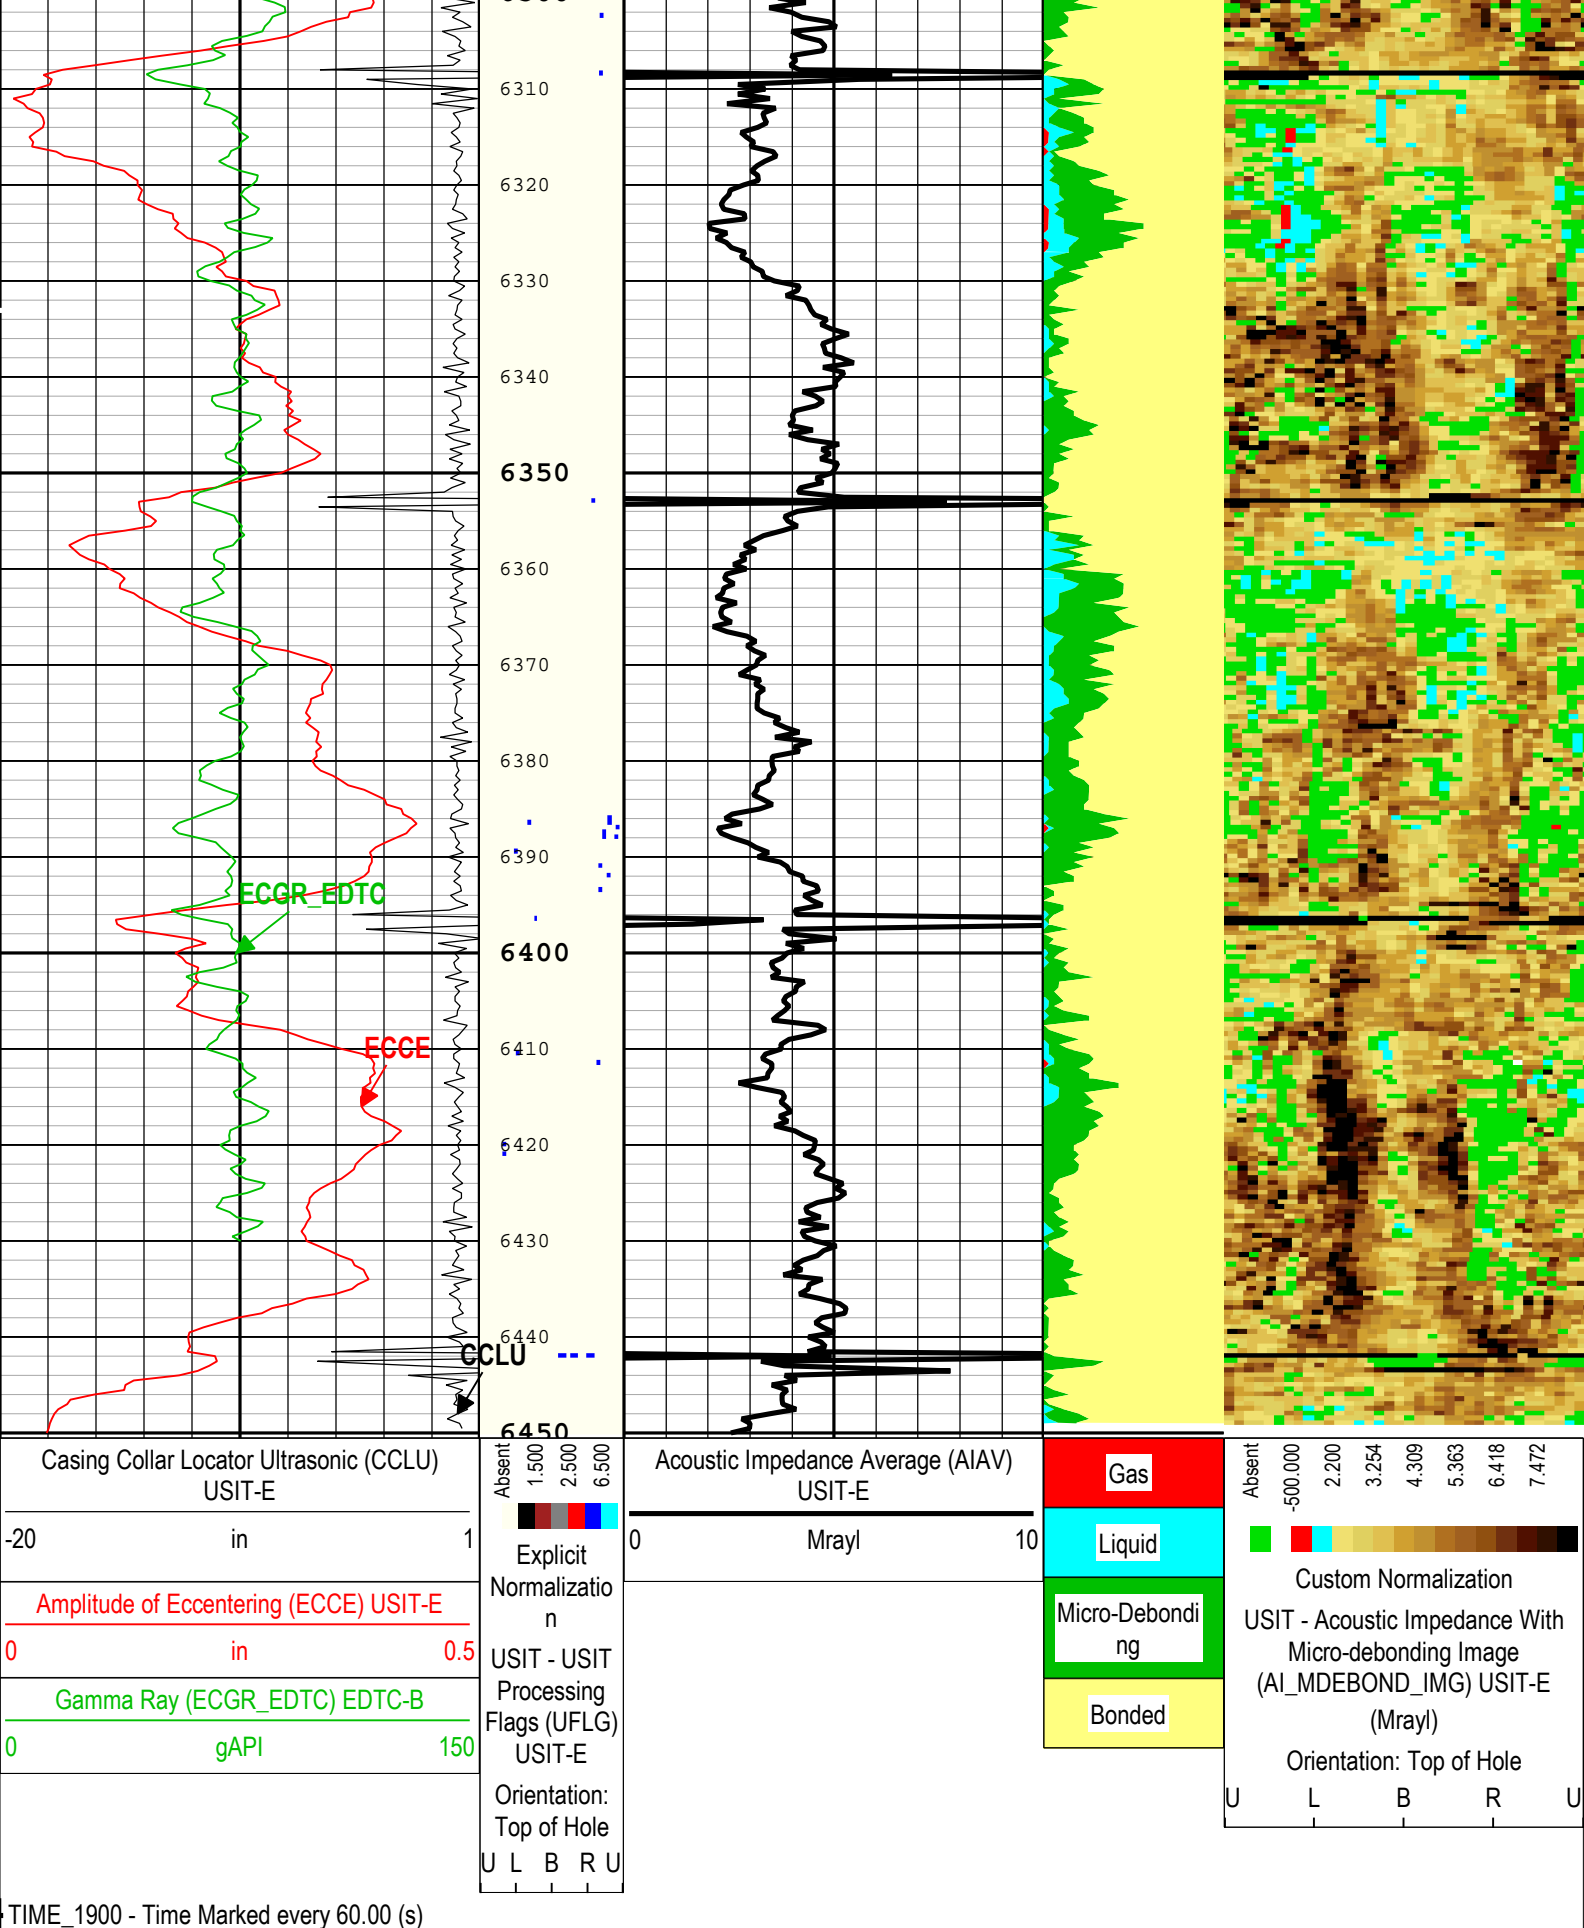 6310
6320
6330
6340
6350
6360
6370
6380
6390
ECGR_EDTC
6400
6410
ECCE
6420
6430
6440
CCLU
6450
Casing Collar Locator Ultrasonic (CCLU)
USIT-E
-20 in 1
Amplitude of Eccentering (ECCE) USIT-E
0 in 0.5
Gamma Ray (ECGR_EDTC) EDTC-B
0 gAPI 150
Absent
1.500
2.500
6.500
Explicit
Normalizatio
n
USIT - USIT
Processing
Flags (UFLG)
USIT-E
Orientation:
Top of Hole
U L B R U
Acoustic Impedance Average (AIAV)
USIT-E
0 Mrayl 10
Gas
Liquid
Micro-Debondi
ng
Bonded
Absent
-500.000
2.200
3.254
4.309
5.363
6.418
7.472
Custom Normalization
USIT - Acoustic Impedance With
Micro-debonding Image
(AI_MDEBOND_IMG) USIT-E
(Mrayl)
Orientation: Top of Hole
U L B R U
TIME_1900 - Time Marked every 60.00 (s)